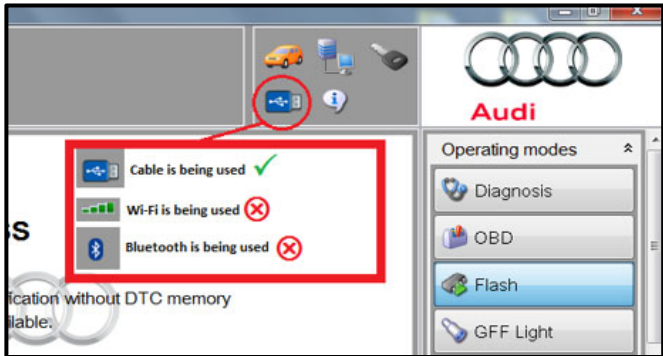 Audi
Operating modes
Diagnosis
OBD
Flash
GFF Light
Cable is being used
Wi-Fi is being used
Bluetooth is being used
ss
ication without DTC memory
ilable.